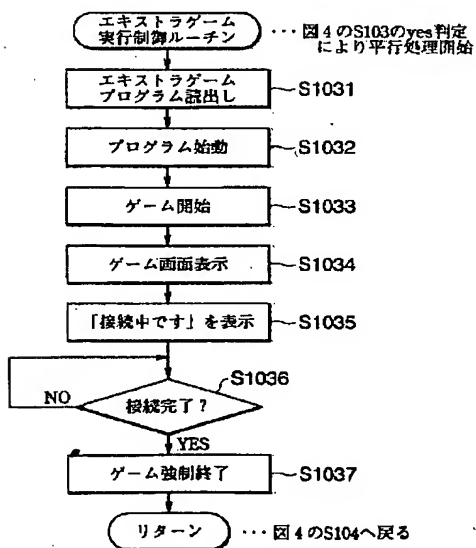 エキストラゲーム
実行制御ルーチン
･･･図4のS103のyes判定
により平行処理開始
エキストラゲーム
プログラム読出し
S1031
プログラム始動
S1032
ゲーム開始
S1033
ゲーム画面表示
S1034
「接続中です」を表示
S1035
S1036
NO
接続完了？
YES
ゲーム強制終了
S1037
リターン
･･･図4のS104へ戻る